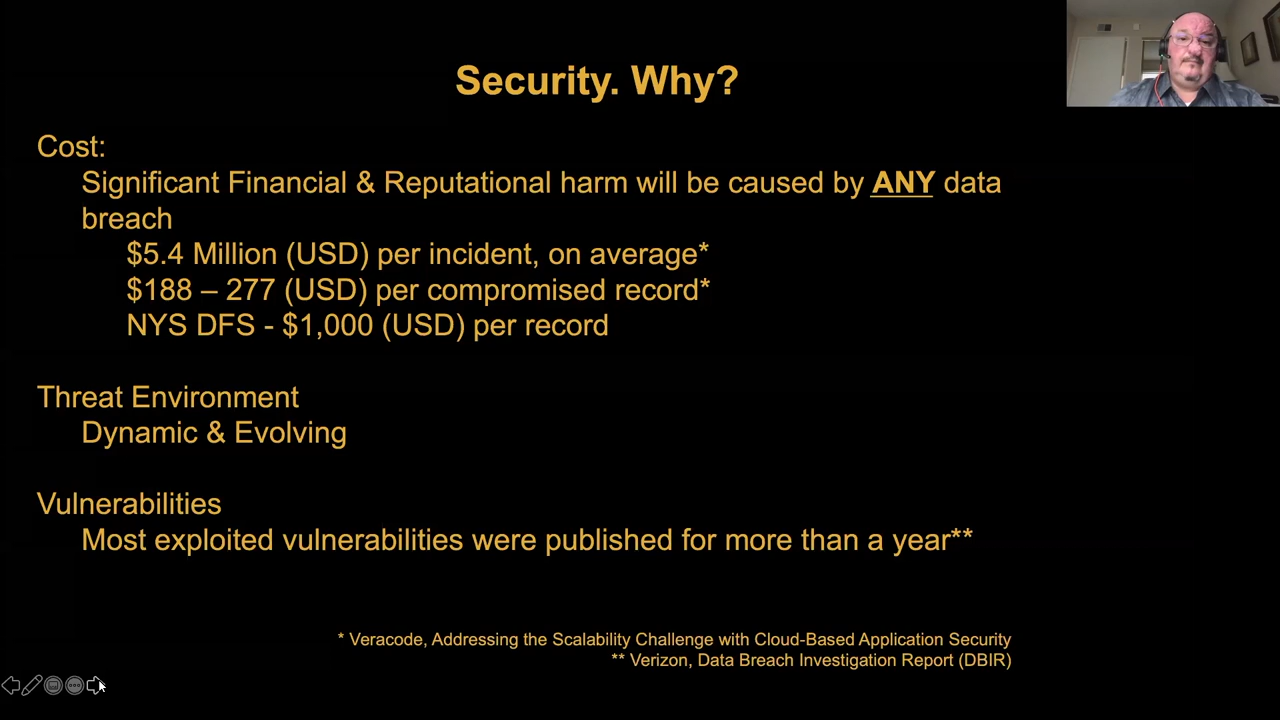 Security. Why?
Cost:
Significant Financial & Reputational harm will be caused by ANY data
breach
$5.4 Million (USD) per incident, on average*
$188 – 277 (USD) per compromised record*
NYS DFS - $1,000 (USD) per record
Threat Environment
Dynamic & Evolving
Vulnerabilities
Most exploited vulnerabilities were published for more than a year**
* Veracode, Addressing the Scalability Challenge with Cloud-Based Application Security
** Verizon, Data Breach Investigation Report (DBIR)